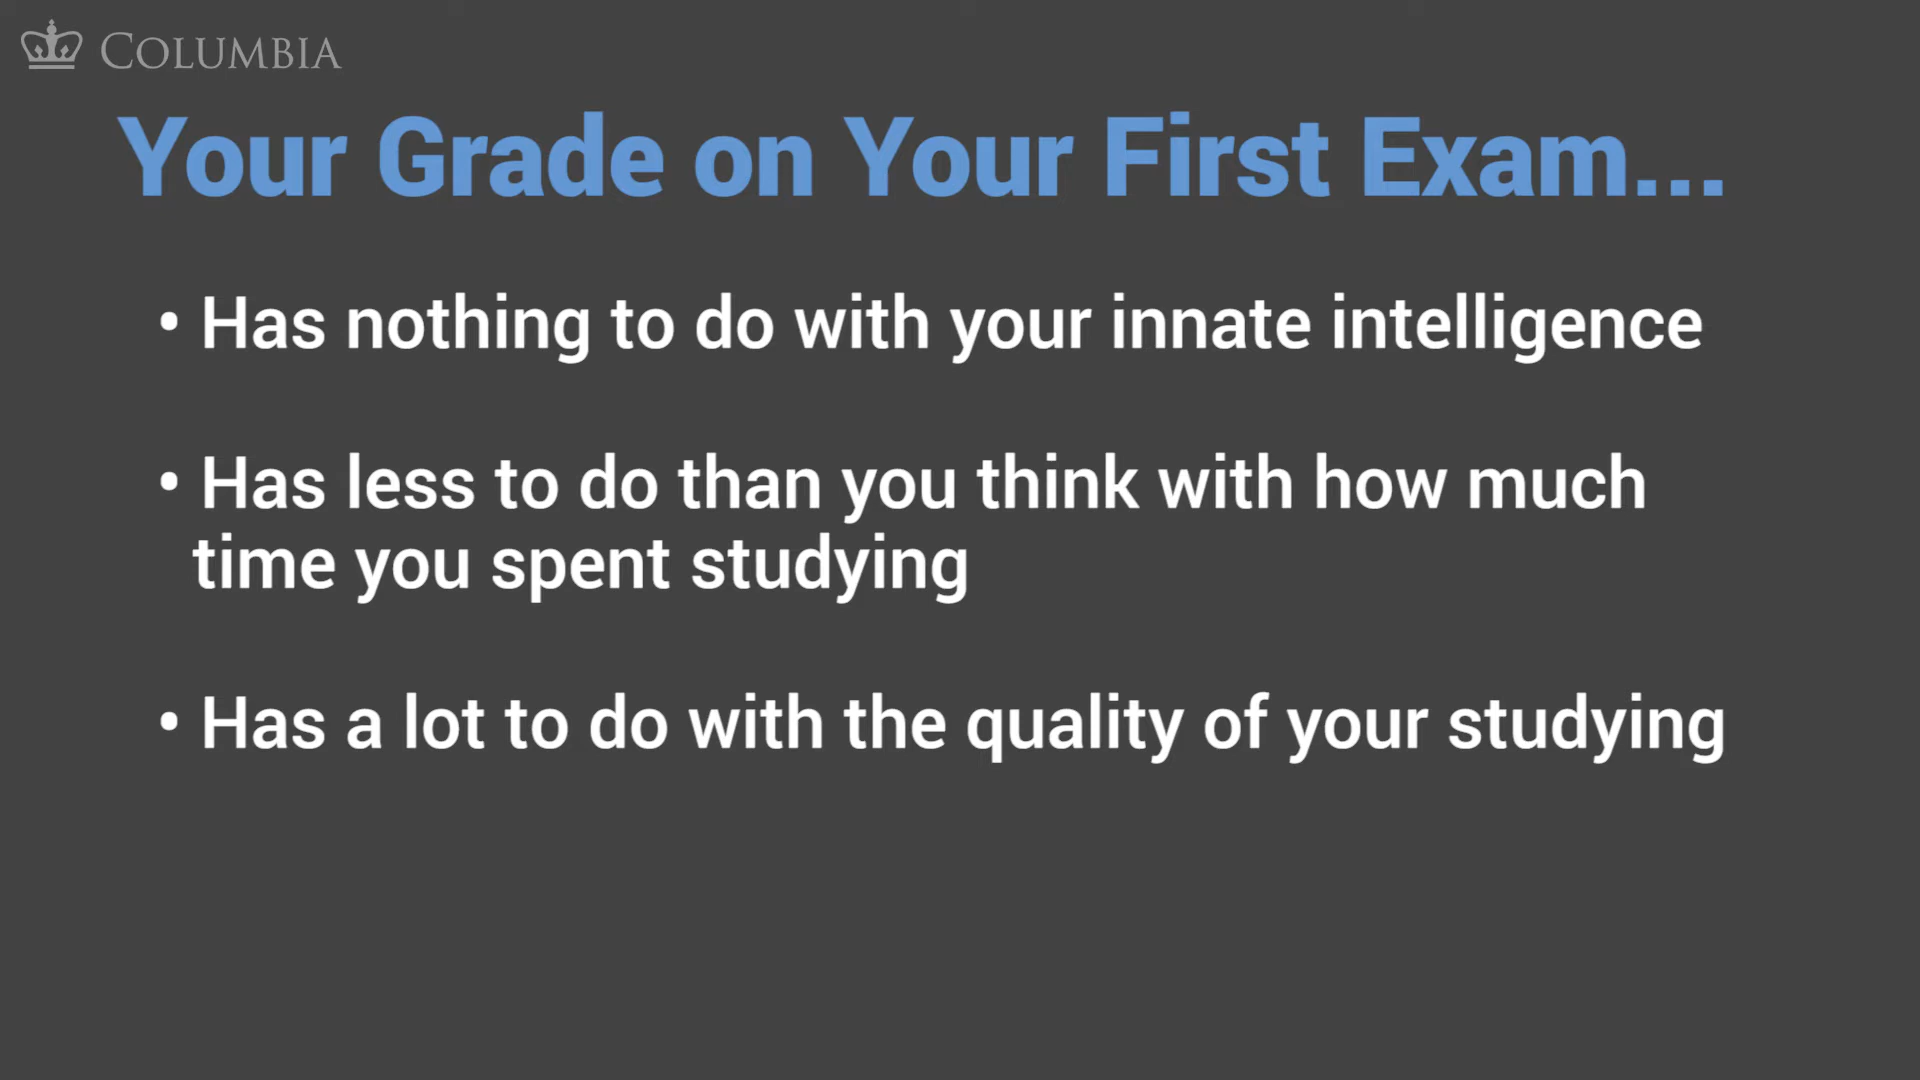 COLUMBIA
Your Grade on Your First Exam...
• Has nothing to do with your innate intelligence
• Has less to do than you think with how much
time you spent studying
• Has a lot to do with the quality of your studying